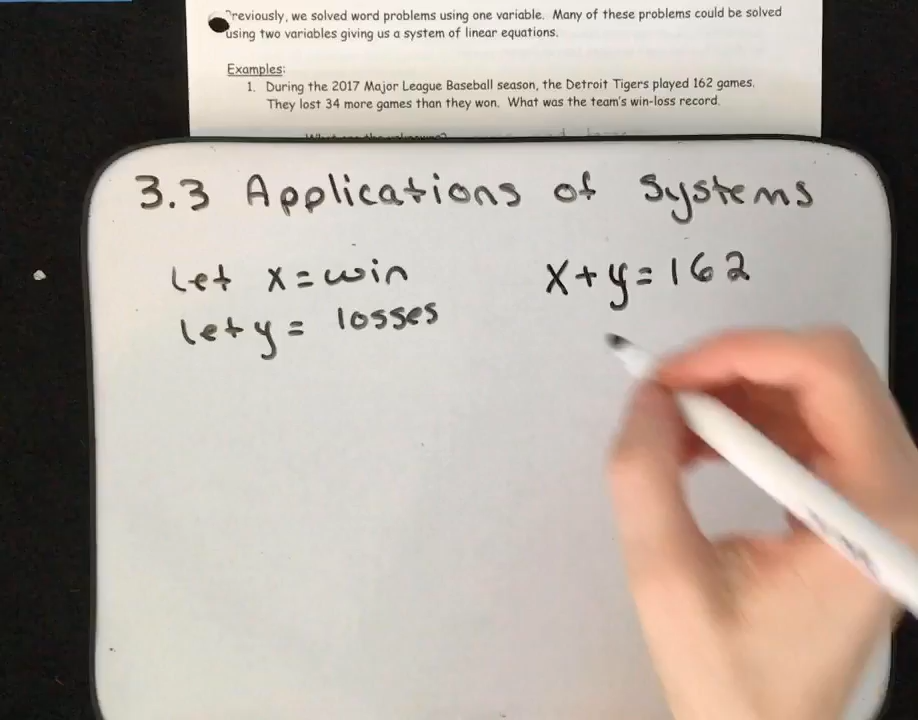 Previously, we solved word problems using one variable. Many of these problems could be solved
using two variables giving us a system of linear equations.
Examples:
1. During the 2017 Major League Baseball season, the Detroit Tigers played 162 games.
They lost 34 more games than they won. What was the team's win-loss record.
3.3 Applications of Systems
Let x = win
let y = losses
x + y = 162